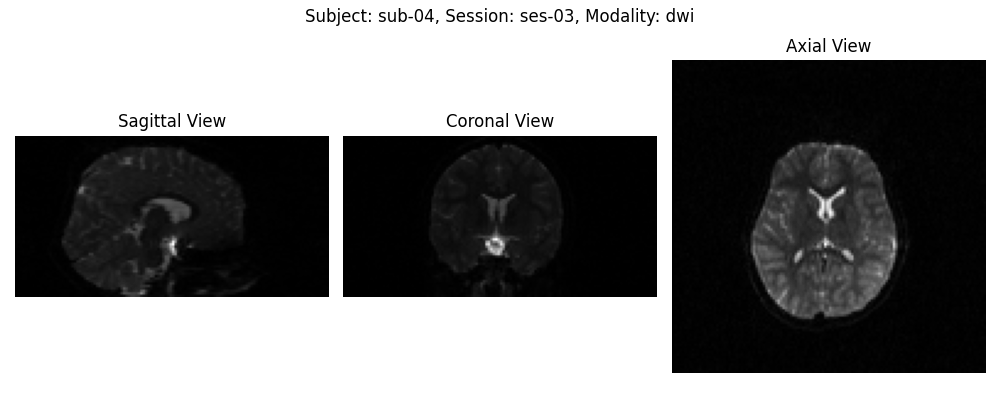 Subject: sub-04, Session: ses-03, Modality: dwi
Sagittal View
Coronal View
Axial View